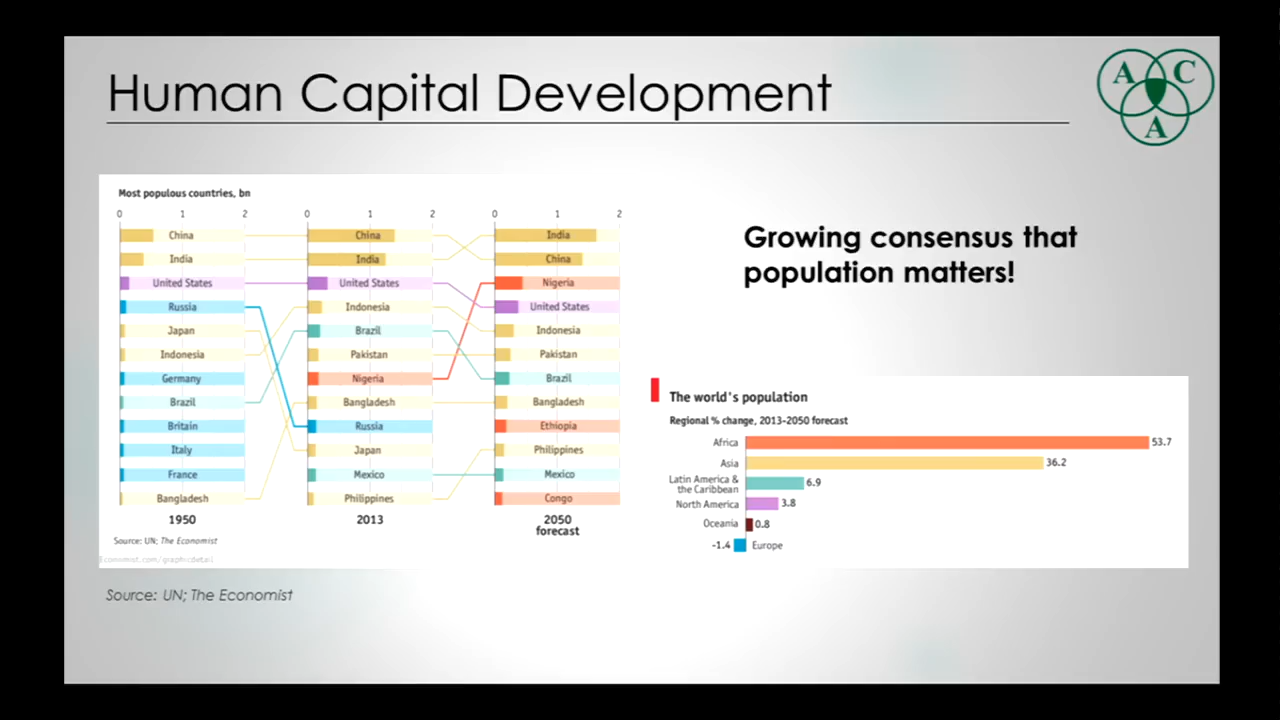 Human Capital Development
A C
A
Most populous countries, bn
0 1 2 0 1 2 0 1 2
China China India
India India China
United States United States Nigeria
Russia Indonesia United States
Japan Brazil Indonesia
Indonesia Pakistan Pakistan
Germany Nigeria Brazil
Brazil Bangladesh Bangladesh
Britain Russia Ethiopia
Italy Japan Philippines
France Mexico Mexico
Bangladesh Philippines Congo
1950 2013 2050
forecast
Source: UN; The Economist
Economist.com/graphicdetail
Source: UN; The Economist
Growing consensus that
population matters!
The world's population
Regional % change, 2013-2050 forecast
Africa 53.7
Asia 36.2
Latin America &
the Caribbean 6.9
North America 3.8
Oceania 0.8
-1.4 Europe